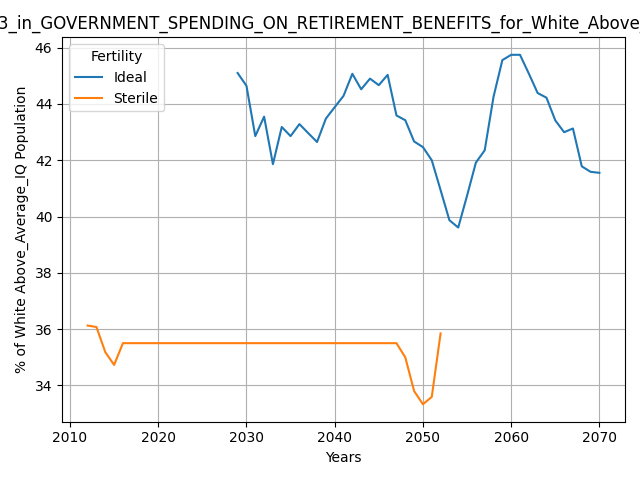 3_in_GOVERNMENT_SPENDING_ON_RETIREMENT_BENEFITS_for_White_Above_
Fertility
Ideal
Sterile
% of White Above_Average_IQ Population
46
44
42
40
38
36
34
2010 2020 2030 2040 2050 2060 2070
Years